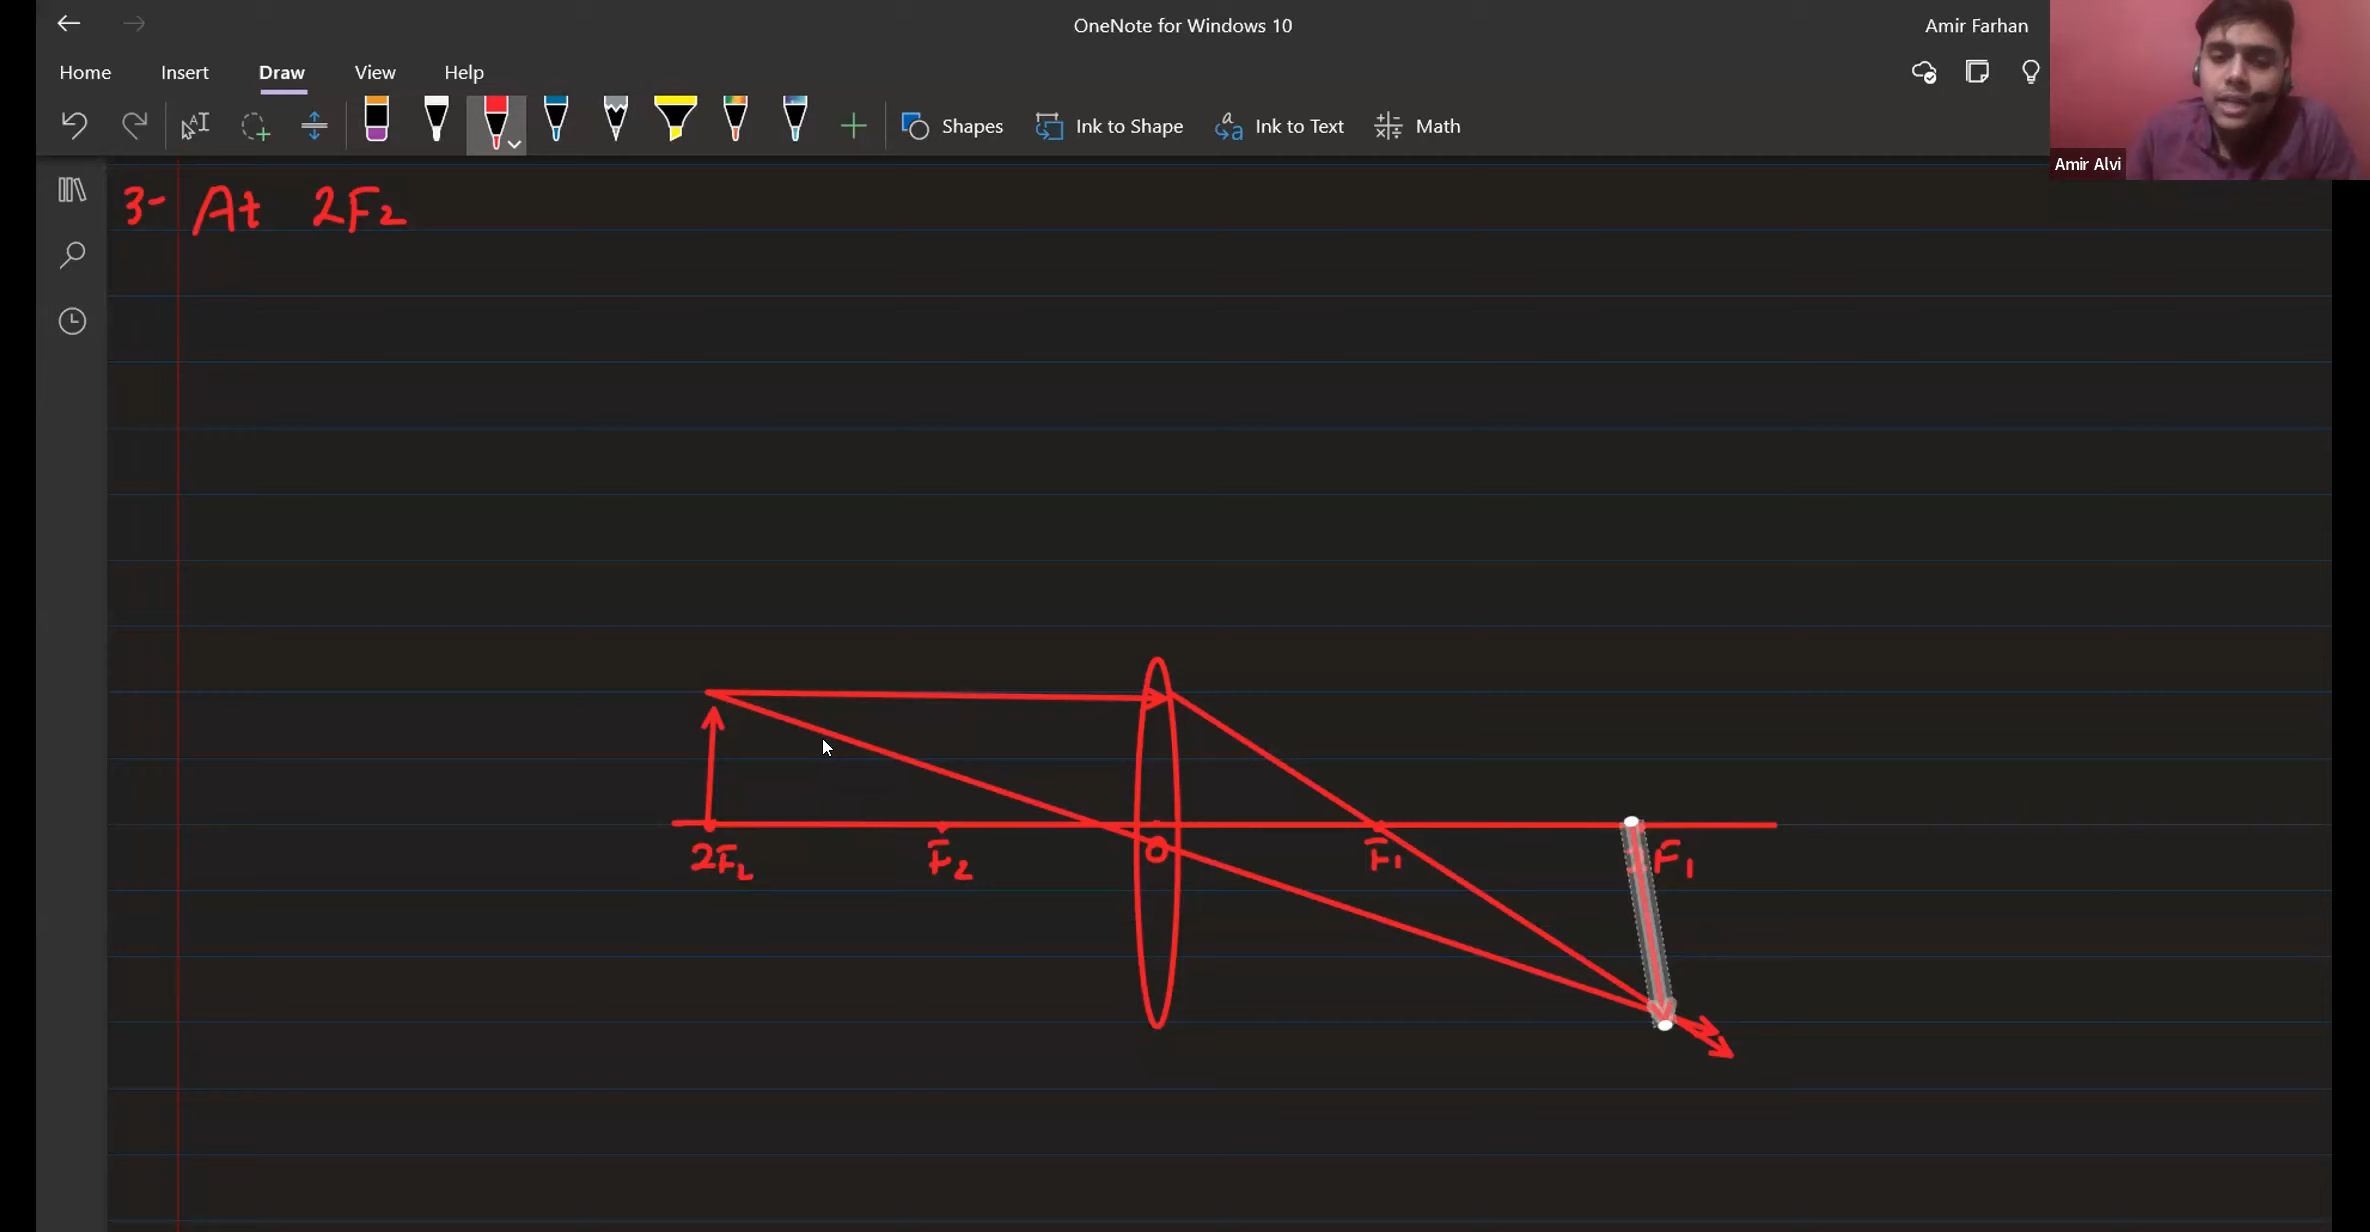 OneNote for Windows 10
Amir Farhan
Home Insert Draw View Help
Shapes Ink to Shape Ink to Text Math
Amir Alvi
3- At 2F2
2F2 F2 O F1 F1